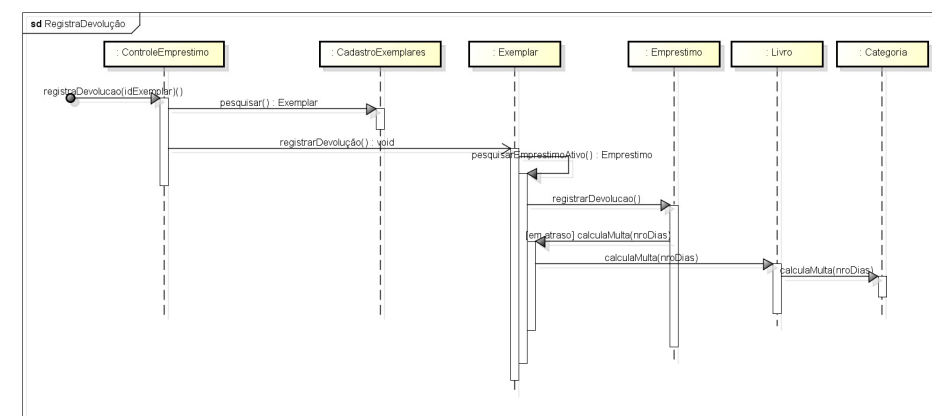 sd RegistraDevolução
: ControleEmprestimo
: CadastroExemplares
: Exemplar
: Emprestimo
: Livro
: Categoria
registraDevolucao(idExemplar)()
pesquisar() : Exemplar
registrarDevolução() : void
pesquisarEmprestimoAtivo() : Emprestimo
registrarDevolucao()
[em atraso] calculaMulta(nroDias)
calculaMulta(nroDias)
calculaMulta(nroDias)